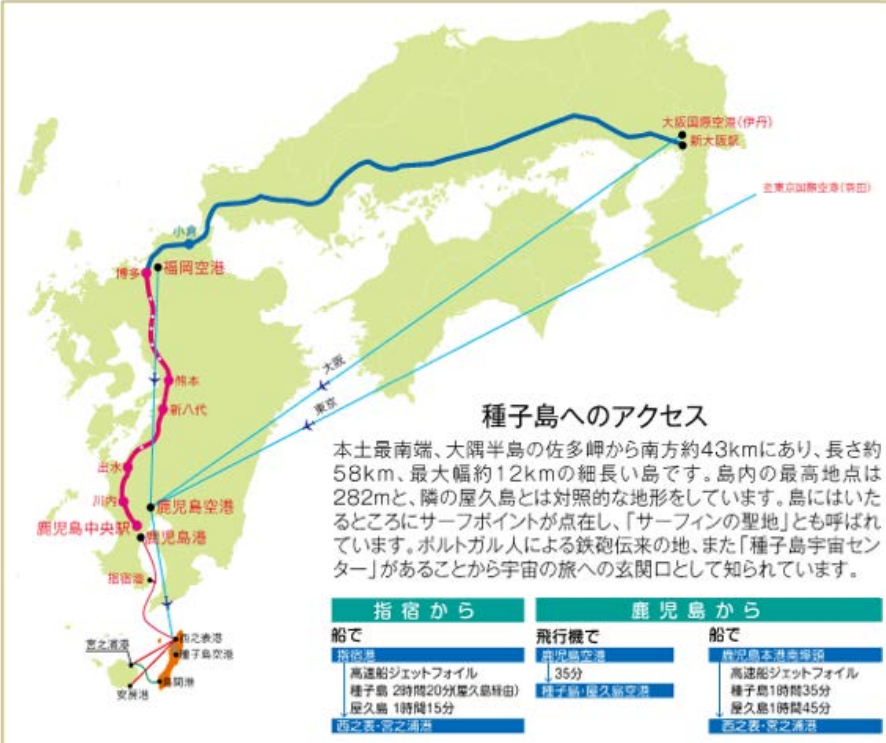 大阪国際空港(伊丹)
新大阪駅
至東京国際空港(羽田)
小倉
博多
福岡空港
熊本
新八代
大阪
東京
出水
川内
鹿児島空港
鹿児島中央駅
鹿児島港
指宿港
西之表港
宮之浦港
種子島空港
島間港
安房港
種子島へのアクセス
本土最南端、大隅半島の佐多岬から南方約43kmにあり、長さ約
58km、最大幅約12kmの細長い島です。島内の最高地点は
282mと、隣の屋久島とは対照的な地形をしています。島にはいた
るところにサーフポイントが点在し、「サーフィンの聖地」とも呼ばれ
ています。ポルトガル人による鉄砲伝来の地、また「種子島宇宙セン
ター」があることから宇宙の旅への玄関口として知られています。
指宿から
船で
指宿港
高速船ジェットフォイル
種子島 2時間20分(屋久島経由)
屋久島 1時間15分
西之表・宮之浦港
鹿児島から
飛行機で
鹿児島空港
35分
種子島・屋久島空港
船で
鹿児島本港南埠頭
高速船ジェットフォイル
種子島1時間35分
屋久島1時間45分
西之表・宮之浦港